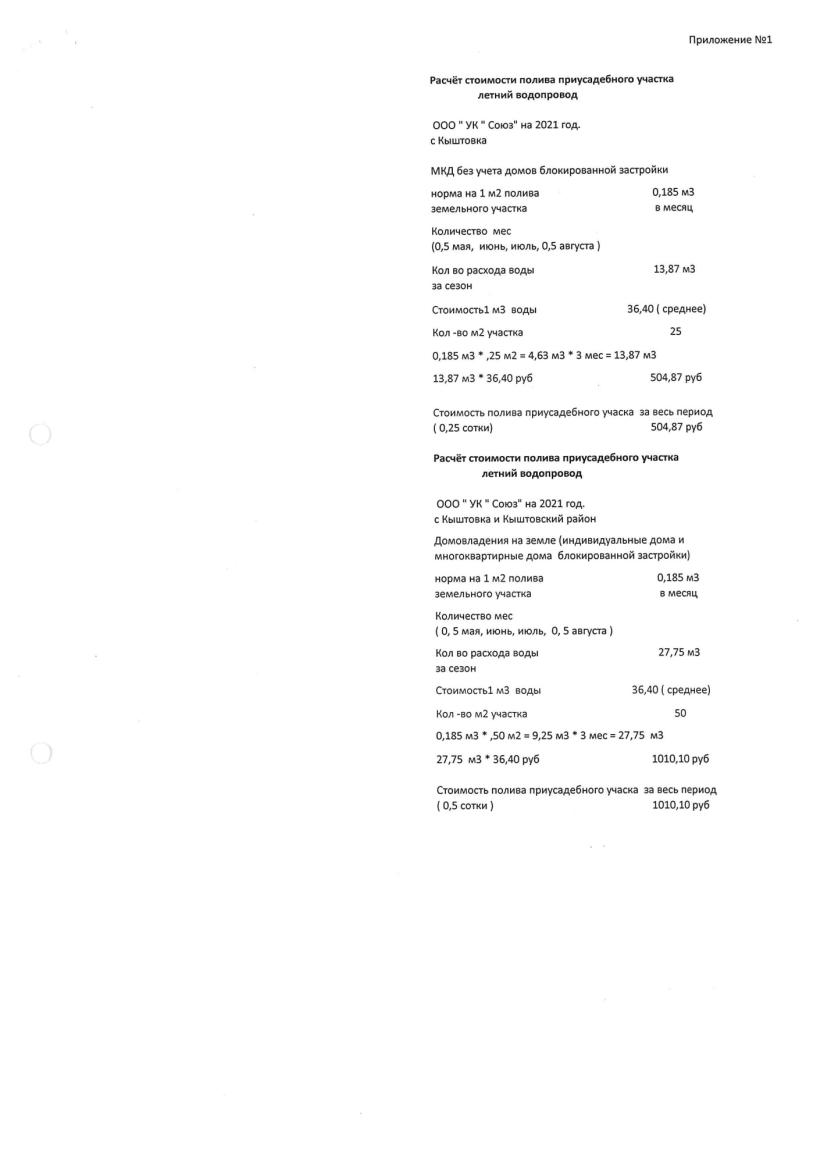 Приложение №1
Расчёт стоимости полива приусадебного участка
летний водопровод
ООО " УК " Союз" на 2021 год.
с Кыштовка
МКД без учета домов блокированной застройки
норма на 1 м2 полива 0,185 м3
земельного участка в месяц
Количество мес
(0,5 мая, июнь, июль, 0,5 августа )
Кол во расхода воды 13,87 м3
за сезон
Стоимость1 м3 воды 36,40 ( среднее)
Кол -во м2 участка 25
0,185 м3 * ,25 м2 = 4,63 м3 * 3 мес = 13,87 м3
13,87 м3 * 36,40 руб 504,87 руб
Стоимость полива приусадебного учаска за весь период
( 0,25 сотки) 504,87 руб
Расчёт стоимости полива приусадебного участка
летний водопровод
ООО " УК " Союз" на 2021 год.
с Кыштовка и Кыштовский район
Домовладения на земле (индивидуальные дома и
многоквартирные дома блокированной застройки)
норма на 1 м2 полива 0,185 м3
земельного участка в месяц
Количество мес
( 0, 5 мая, июнь, июль, 0, 5 августа )
Кол во расхода воды 27,75 м3
за сезон
Стоимость1 м3 воды 36,40 ( среднее)
Кол -во м2 участка 50
0,185 м3 * ,50 м2 = 9,25 м3 * 3 мес = 27,75 м3
27,75 м3 * 36,40 руб 1010,10 руб
Стоимость полива приусадебного учаска за весь период
( 0,5 сотки ) 1010,10 руб